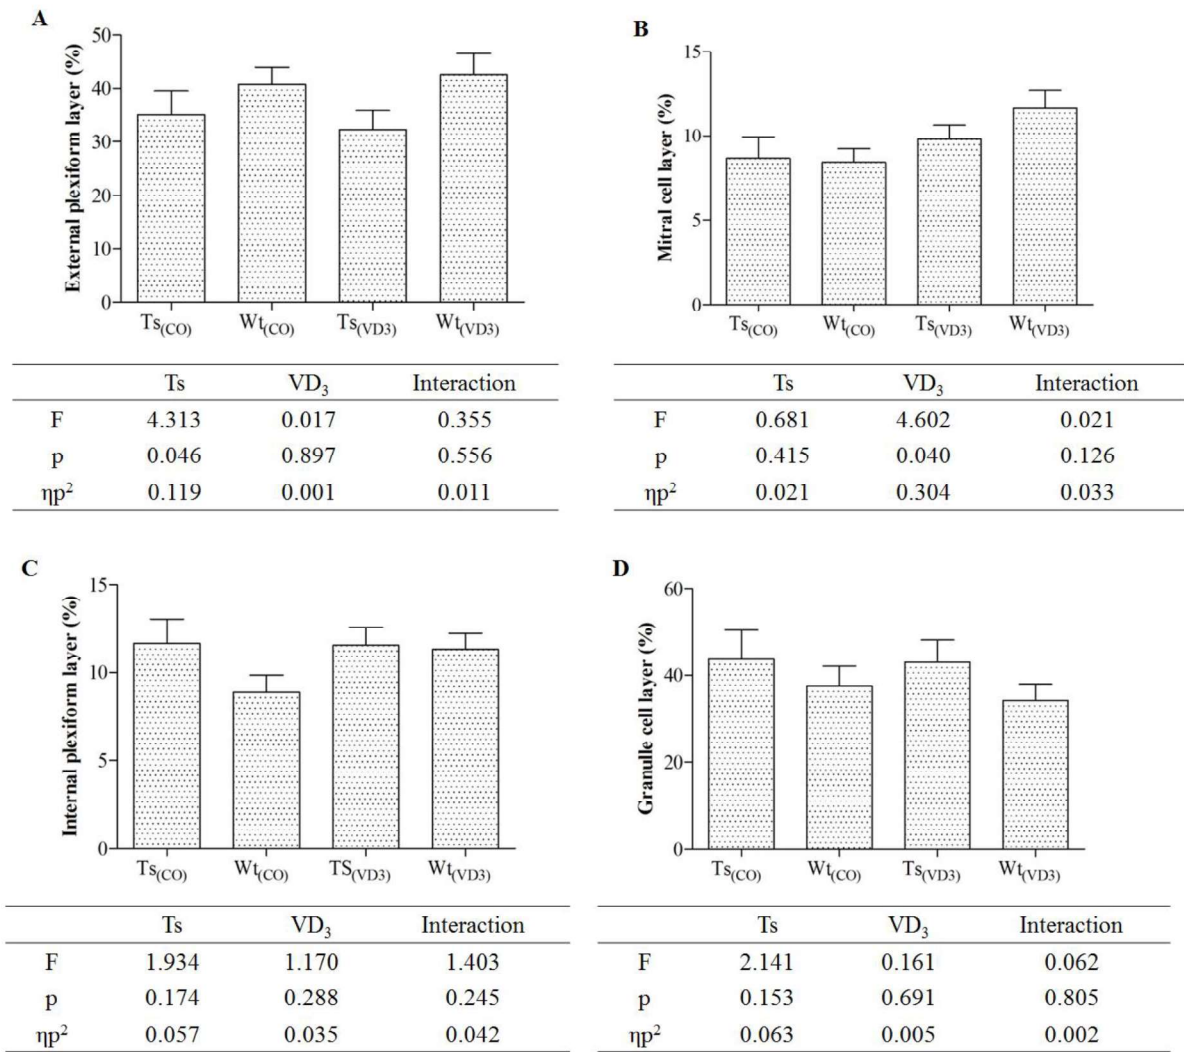 A
External plexiform layer (%)
50
40
30
20
10
0
Ts(CO) Wt(CO) Ts(VD3) Wt(VD3)
Ts VD3 Interaction
F 4.313 0.017 0.355
p 0.046 0.897 0.556
ηp² 0.119 0.001 0.011
B
Mitral cell layer (%)
15
10
5
0
Ts(CO) Wt(CO) Ts(VD3) Wt(VD3)
Ts VD3 Interaction
F 0.681 4.602 0.021
p 0.415 0.040 0.126
ηp² 0.021 0.304 0.033
C
Internal plexiform layer (%)
15
10
5
0
Ts(CO) Wt(CO) TS(VD3) Wt(VD3)
Ts VD3 Interaction
F 1.934 1.170 1.403
p 0.174 0.288 0.245
ηp² 0.057 0.035 0.042
D
Granulle cell layer (%)
60
40
20
0
Ts(CO) Wt(CO) Ts(VD3) Wt(VD3)
Ts VD3 Interaction
F 2.141 0.161 0.062
p 0.153 0.691 0.805
ηp² 0.063 0.005 0.002